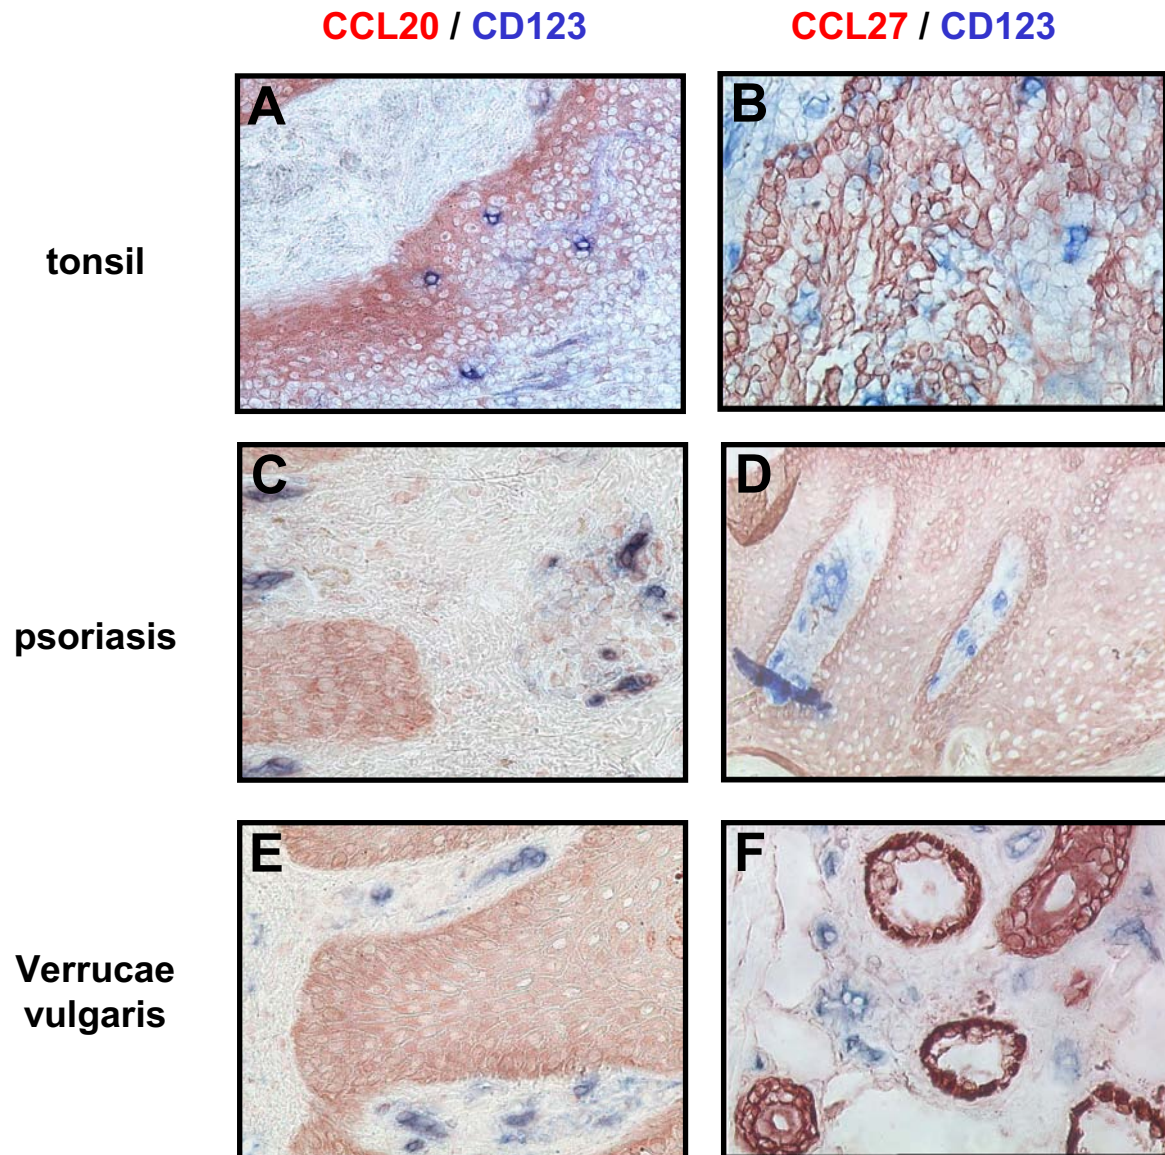 CCL20 / CD123
CCL27 / CD123
tonsil
A
B
psoriasis
C
D
Verrucae
vulgaris
E
F